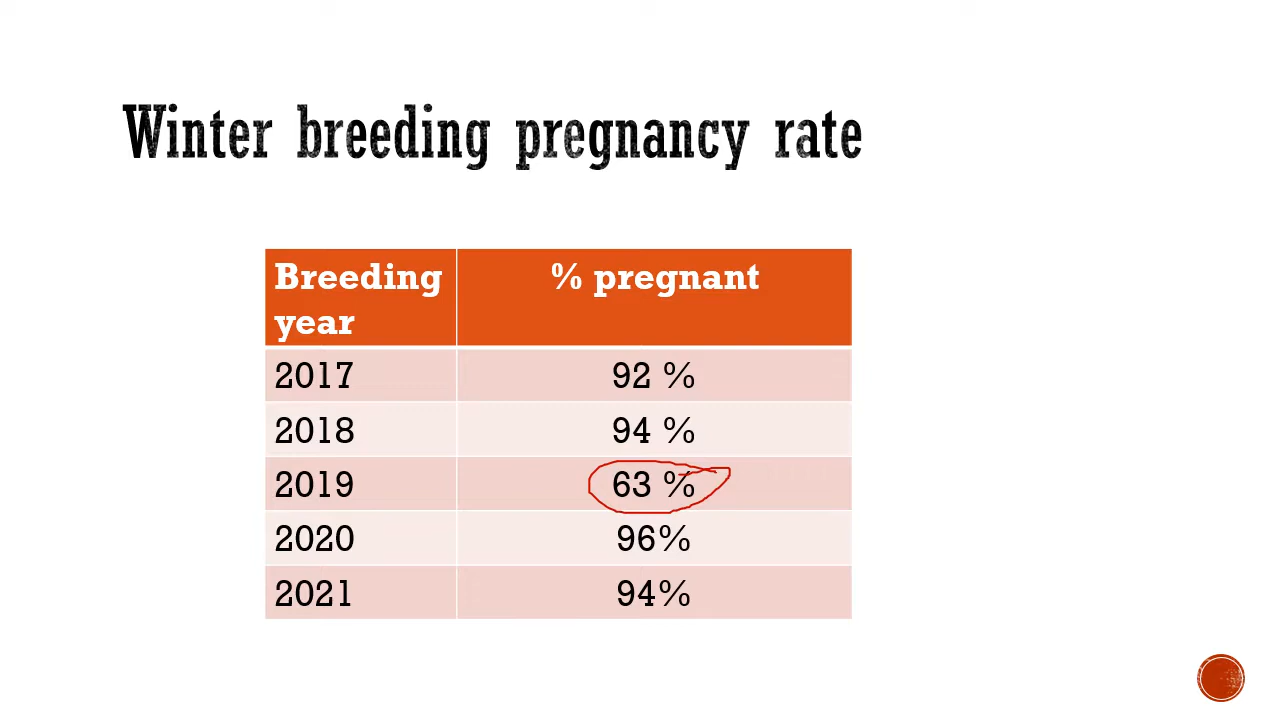 Winter breeding pregnancy rate
Breeding
year
% pregnant
2017 92 %
2018 94 %
2019 63 %
2020 96%
2021 94%